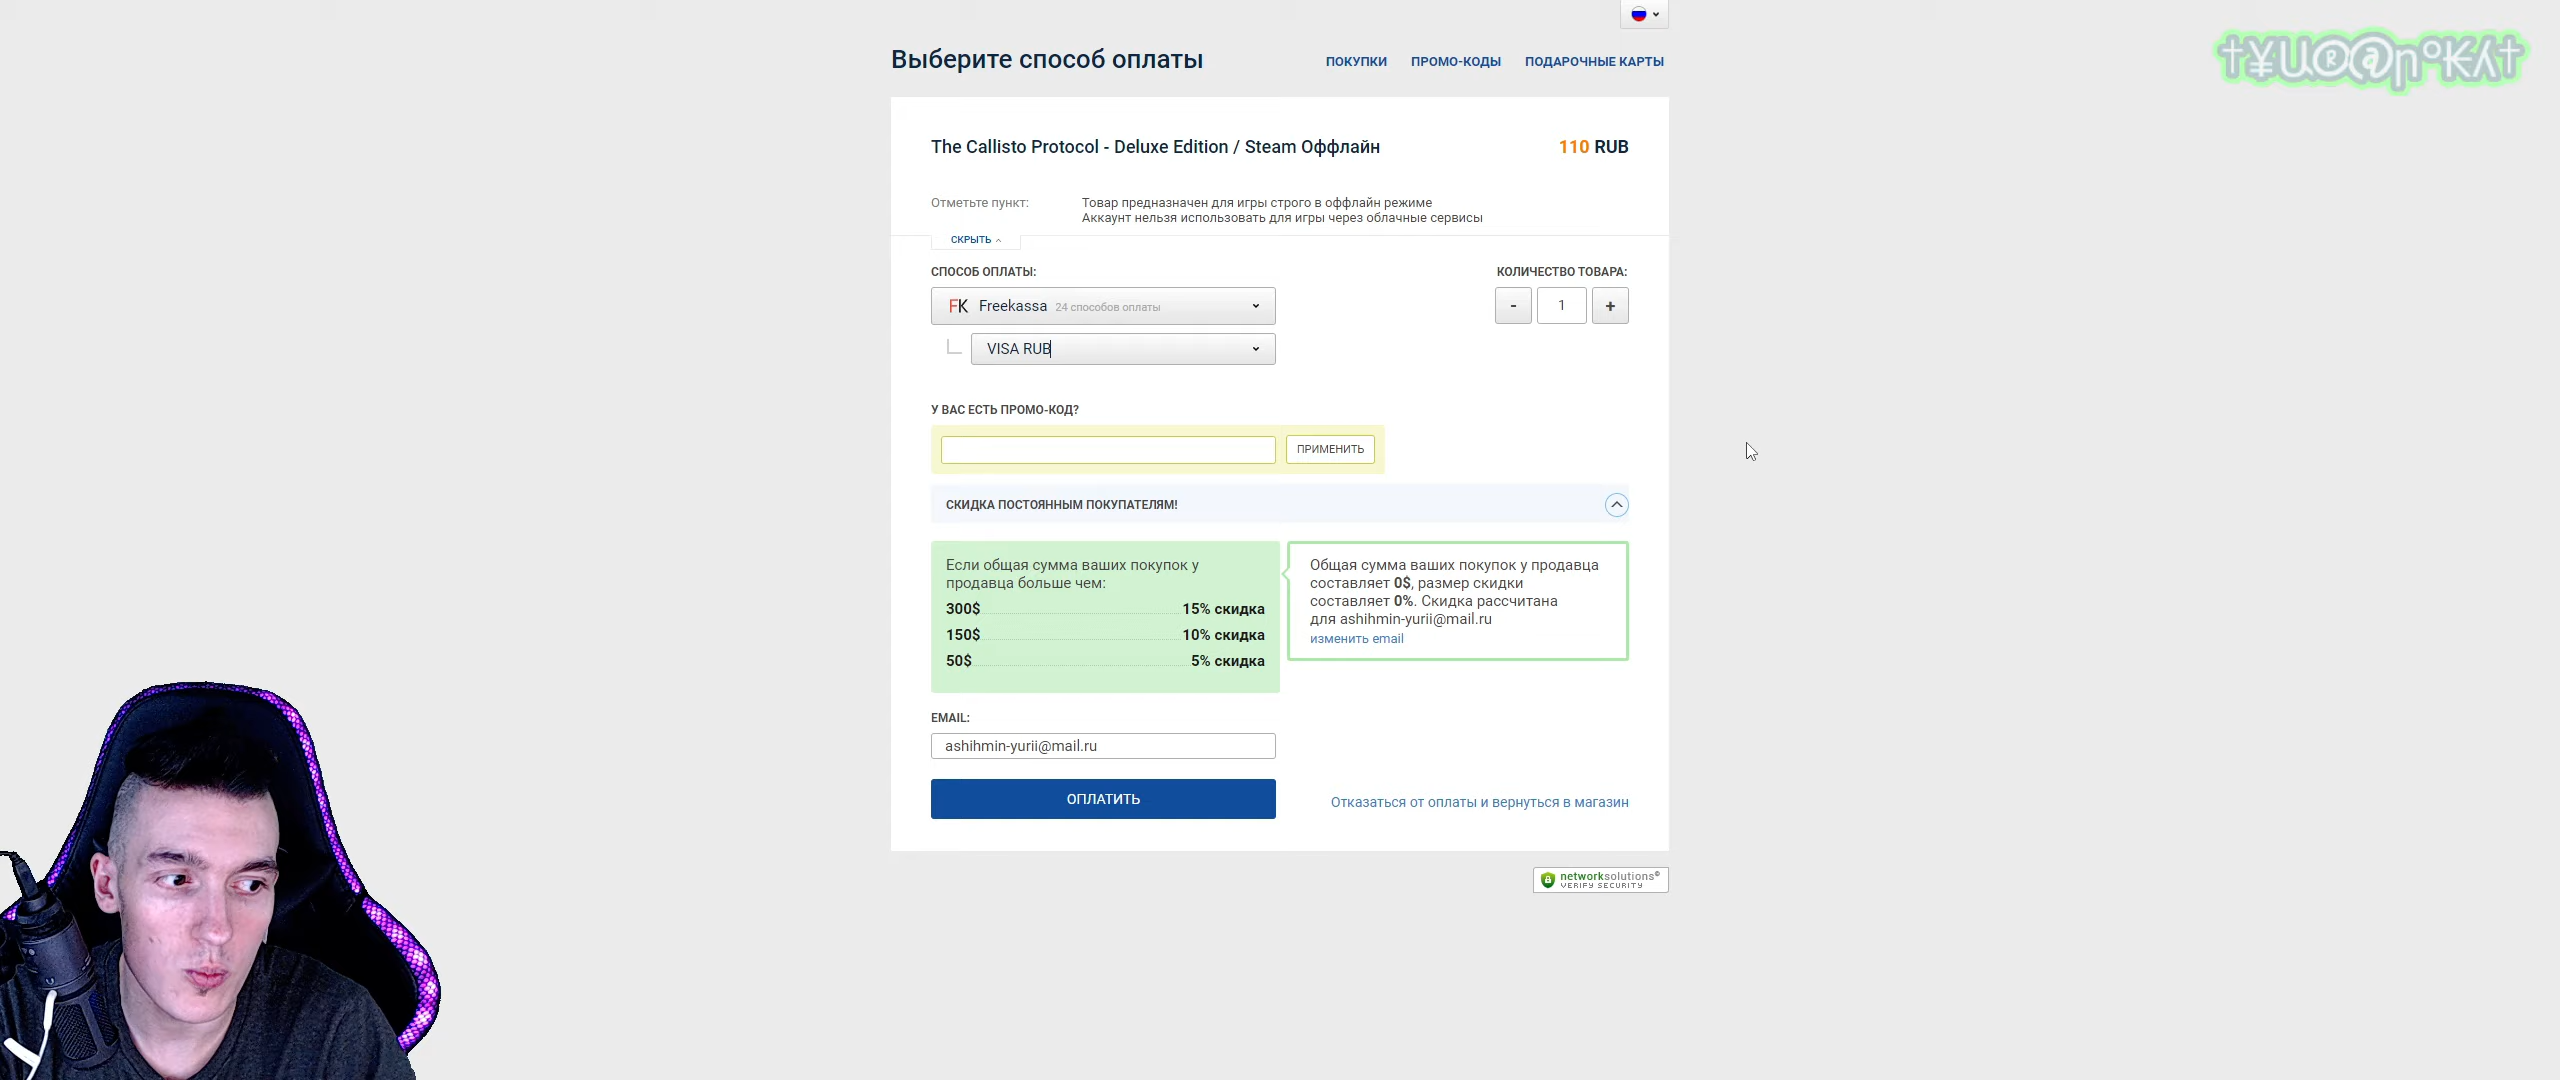 Выберите способ оплаты
ПОКУПКИ
ПРОМО-КОДЫ
ПОДАРОЧНЫЕ КАРТЫ
The Callisto Protocol - Deluxe Edition / Steam Оффлайн
110 RUB
Отметьте пункт:
Товар предназначен для игры строго в оффлайн режиме
Аккаунт нельзя использовать для игры через облачные сервисы
СКРЫТЬ
СПОСОБ ОПЛАТЫ:
КОЛИЧЕСТВО ТОВАРА:
FK Freekassa 24 способов оплаты
- 1 +
VISA RUB
У ВАС ЕСТЬ ПРОМО-КОД?
ПРИМЕНИТЬ
СКИДКА ПОСТОЯННЫМ ПОКУПАТЕЛЯМ!
Если общая сумма ваших покупок у
продавца больше чем:
300$ 15% скидка
150$ 10% скидка
50$ 5% скидка
Общая сумма ваших покупок у продавца
составляет 0$, размер скидки
составляет 0%. Скидка рассчитана
для ashihmin-yurii@mail.ru
изменить email
EMAIL:
ashihmin-yurii@mail.ru
ОПЛАТИТЬ
Отказаться от оплаты и вернуться в магазин
networksolutions
VERIFY SECURITY